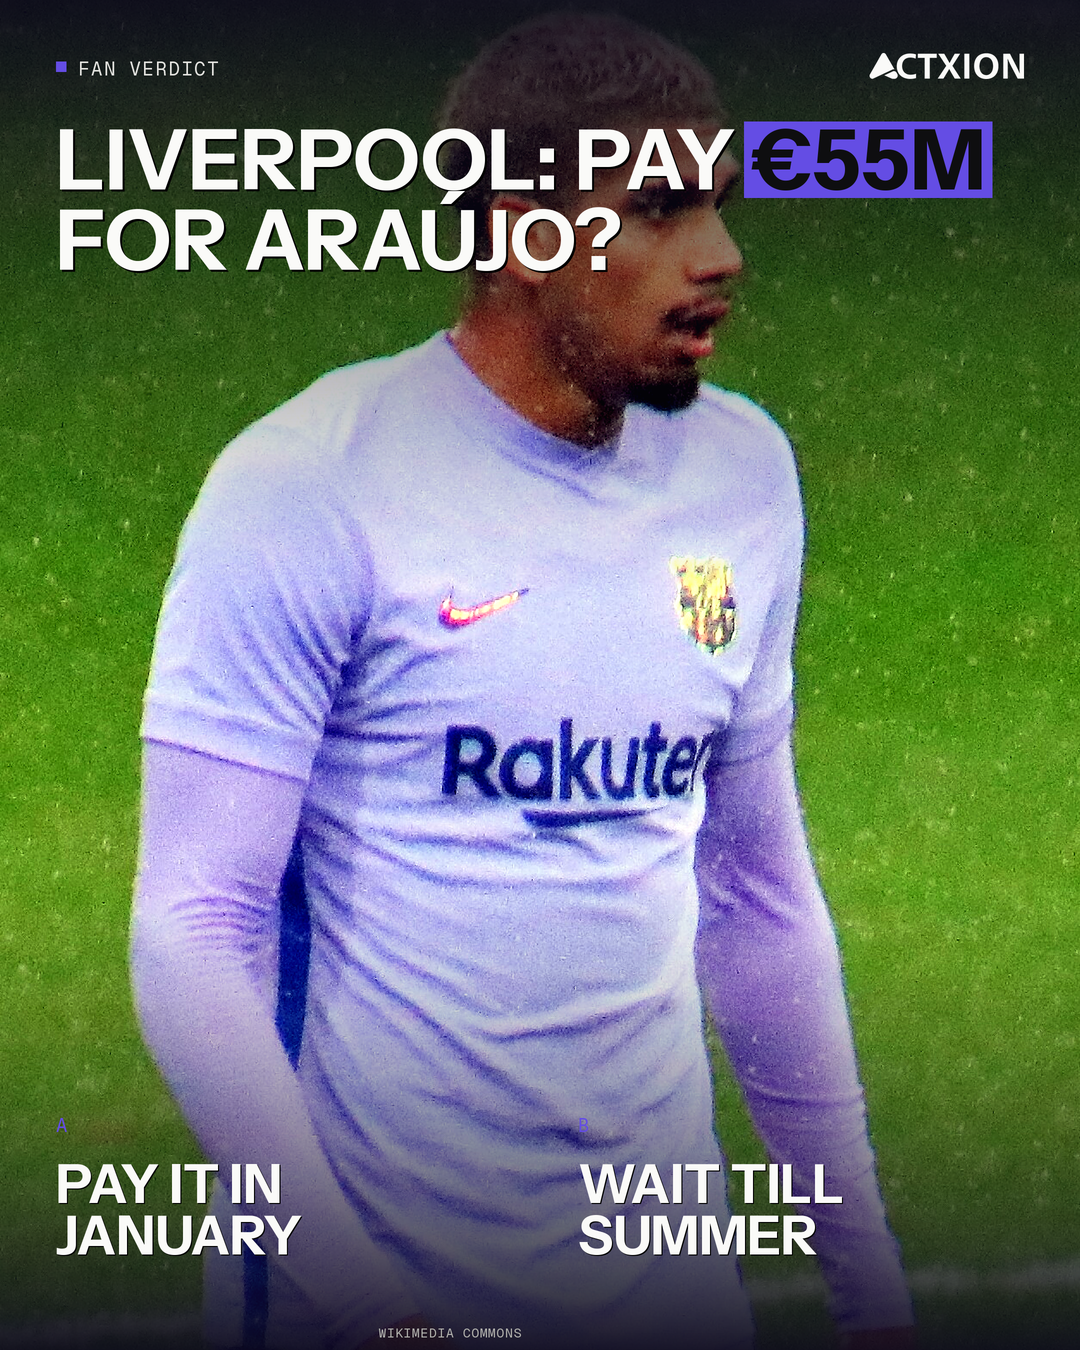 FAN VERDICT
ACTXION
LIVERPOOL: PAY €55M
FOR ARAÚJO?
Rakuten
A
B
PAY IT IN
JANUARY
WAIT TILL
SUMMER
WIKIMEDIA COMMONS